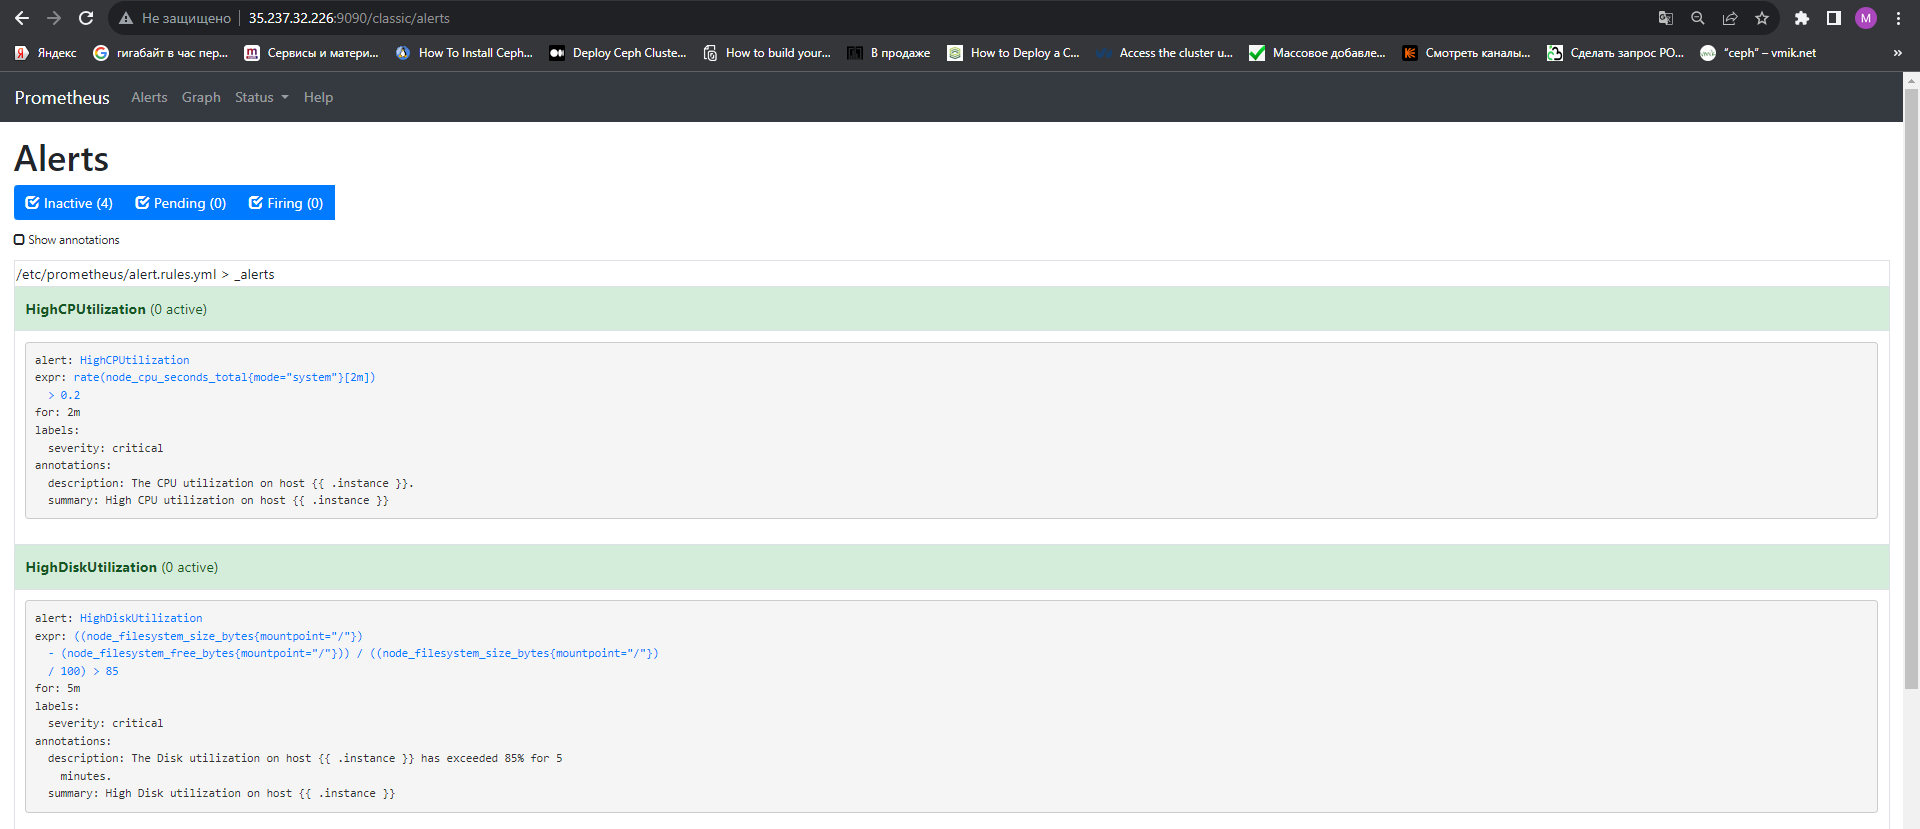 Не защищено 35.237.32.226:9090/classic/alerts
Яндекс гигабайт в час пер... Сервисы и матери... How To Install Ceph... Deploy Ceph Cluste... How to build your... В продаже How to Deploy a C... Access the cluster u... Массовое добавле... Смотреть каналы... Сделать запрос РО... "ceph" – vmik.net »
Prometheus Alerts Graph Status Help
Alerts
Inactive (4) Pending (0) Firing (0)
Show annotations
/etc/prometheus/alert.rules.yml > _alerts
HighCPUtilization (0 active)
alert: HighCPUtilization
expr: rate(node_cpu_seconds_total{mode="system"}[2m])
> 0.2
for: 2m
labels:
severity: critical
annotations:
description: The CPU utilization on host {{ .instance }}.
summary: High CPU utilization on host {{ .instance }}
HighDiskUtilization (0 active)
alert: HighDiskUtilization
expr: ((node_filesystem_size_bytes{mountpoint="/"})
- (node_filesystem_free_bytes{mountpoint="/"})) / ((node_filesystem_size_bytes{mountpoint="/"})
/ 100) > 85
for: 5m
labels:
severity: critical
annotations:
description: The Disk utilization on host {{ .instance }} has exceeded 85% for 5
minutes.
summary: High Disk utilization on host {{ .instance }}